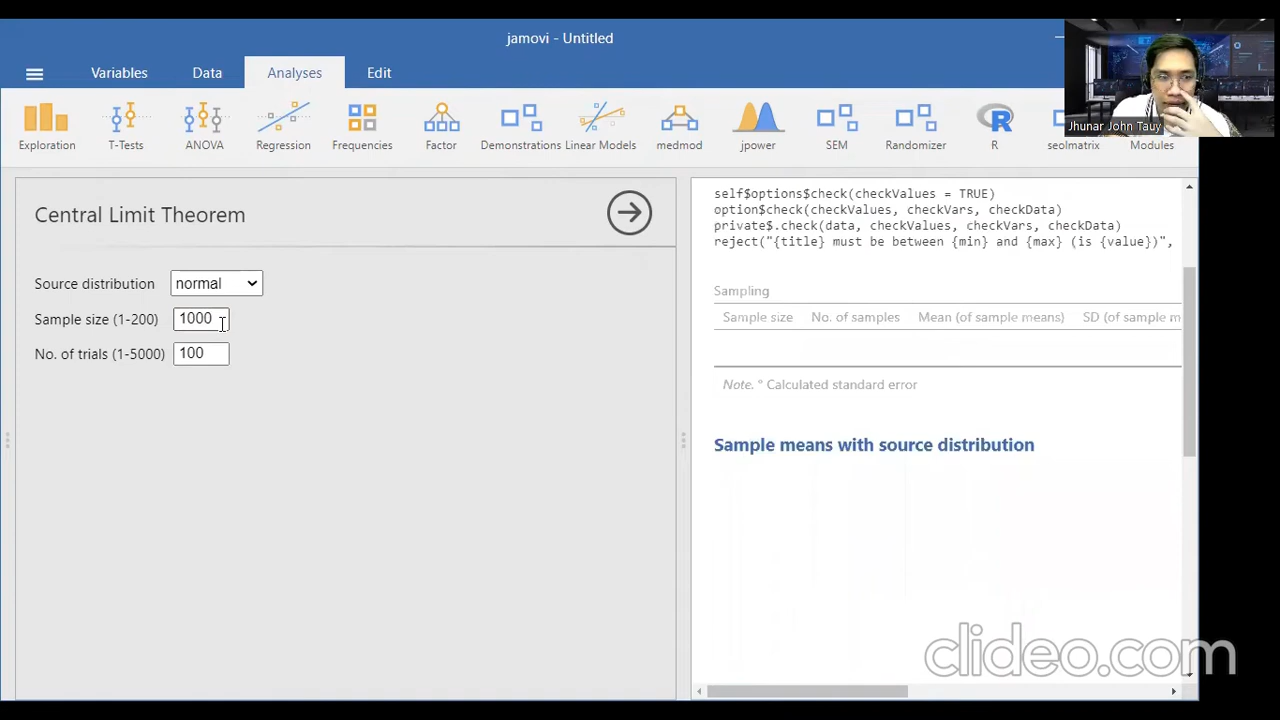 jamovi - Untitled
Variables
Data
Analyses
Edit
Exploration
T-Tests
ANOVA
Regression
Frequencies
Factor
Demonstrations
Linear Models
medmod
jpower
SEM
Randomizer
R
R
seolmatrix
Modules
Jhunar John Tauy
Central Limit Theorem
Source distribution
normal
Sample size (1-200)
1000
No. of trials (1-5000)
100
self$options$check(checkValues = TRUE)
option$check(checkValues, checkVars, checkData)
private$.check(data, checkValues, checkVars, checkData)
reject("{title} must be between {min} and {max} (is {value})",
Sampling
Sample size No. of samples Mean (of sample means) SD (of sample m
Note. ° Calculated standard error
Sample means with source distribution
clideo.com